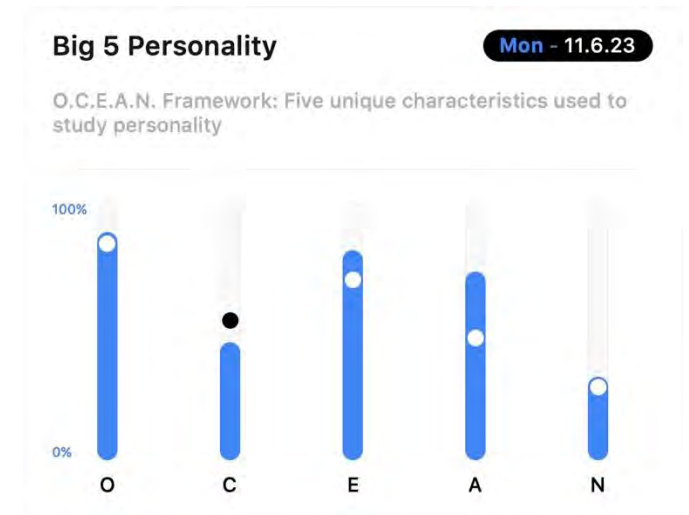 Big 5 Personality
Mon - 11.6.23
O.C.E.A.N. Framework: Five unique characteristics used to
study personality
100%
0%
O C E A N